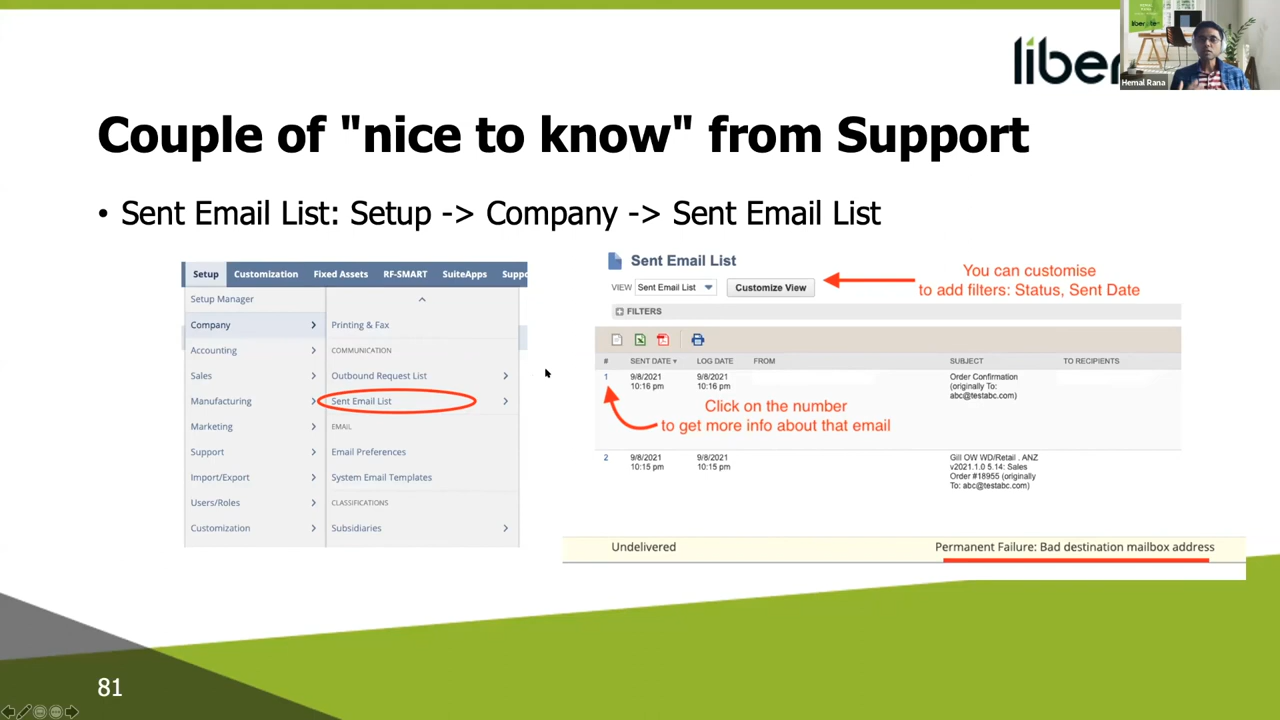 liber
Hemal Rana
Couple of "nice to know" from Support
• Sent Email List: Setup -> Company -> Sent Email List
Setup Customization Fixed Assets RF-SMART SuiteApps Suppo
Setup Manager
Company
Accounting
Sales
Manufacturing
Marketing
Support
Import/Export
Users/Roles
Customization
Printing & Fax
COMMUNICATION
Outbound Request List
Sent Email List
EMAIL
Email Preferences
System Email Templates
CLASSIFICATIONS
Subsidiaries
Sent Email List
VIEW Sent Email List Customize View
You can customise
to add filters: Status, Sent Date
FILTERS
# SENT DATE LOG DATE FROM SUBJECT TO RECIPIENTS
1 9/8/2021 10:16 pm 9/8/2021 10:16 pm Order Confirmation
(originally To:
abc@testabc.com)
Click on the number
to get more info about that email
2 9/8/2021 10:15 pm 9/8/2021 10:15 pm Gill OW WD/Retail , ANZ
v2021.1.0 5.14: Sales
Order #18955 (originally
To: abc@testabc.com)
Undelivered Permanent Failure: Bad destination mailbox address
81